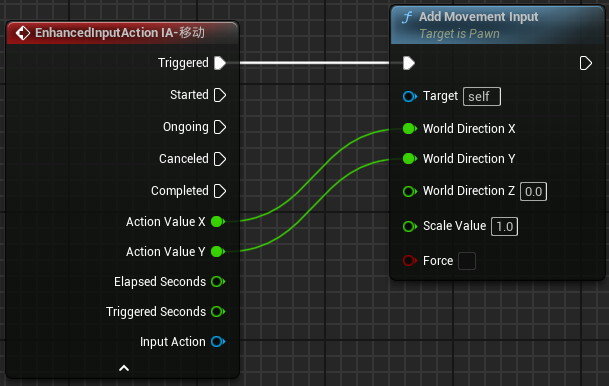 EnhancedInputAction IA-移动
Triggered
Started
Ongoing
Canceled
Completed
Action Value X
Action Value Y
Elapsed Seconds
Triggered Seconds
Input Action
Add Movement Input
Target is Pawn
Target self
World Direction X
World Direction Y
World Direction Z 0.0
Scale Value 1.0
Force